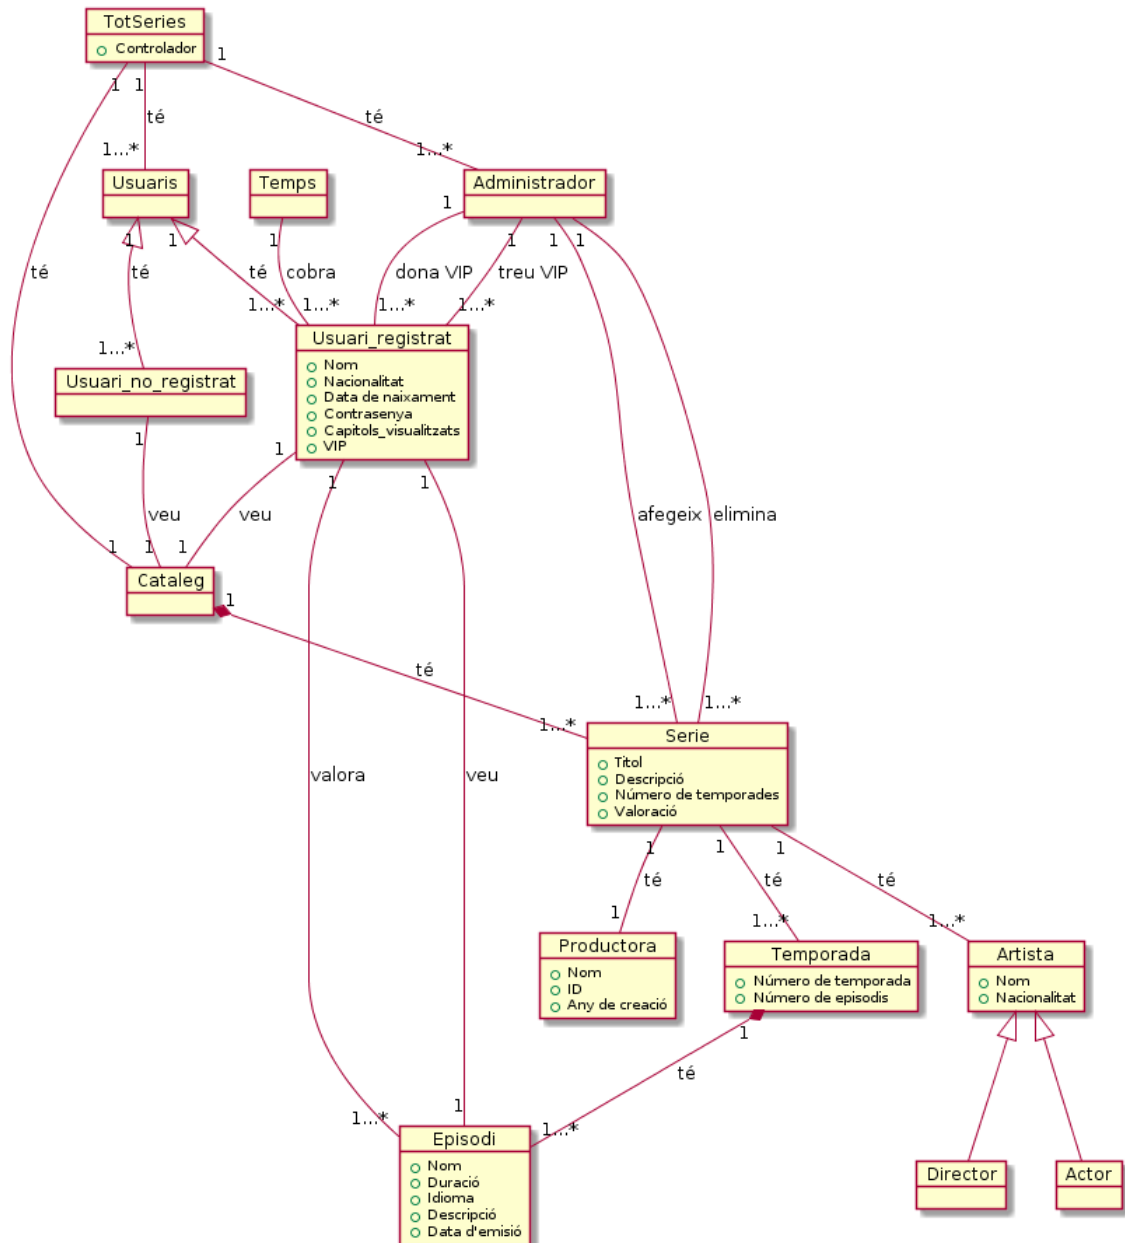 TotSeries
Controlador
1
1
1
té
té
té
1...*
1...*
Usuaris
Temps
Administrador
1
1
1
1
1
1
1
té
té
cobra
dona VIP
treu VIP
1...*
1...*
1...*
1...*
1...*
Usuari_registrat
Nom
Nacionalitat
Data de naixament
Contrasenya
Capitols_visualitzats
VIP
Usuari_no_registrat
1
1
1
1
veu
veu
afegeix
elimina
1
1
1
Cataleg
1
té
1...*
1...*
1...*
Serie
Titol
Descripció
Número de temporades
Valoració
valora
veu
1
1
1
té
té
té
1
1...*
1...*
Productora
Nom
ID
Any de creació
Temporada
Número de temporada
Número de episodis
Artista
Nom
Nacionalitat
1
té
1...*
1
1...*
Episodi
Nom
Duració
Idioma
Descripció
Data d'emisió
Director
Actor